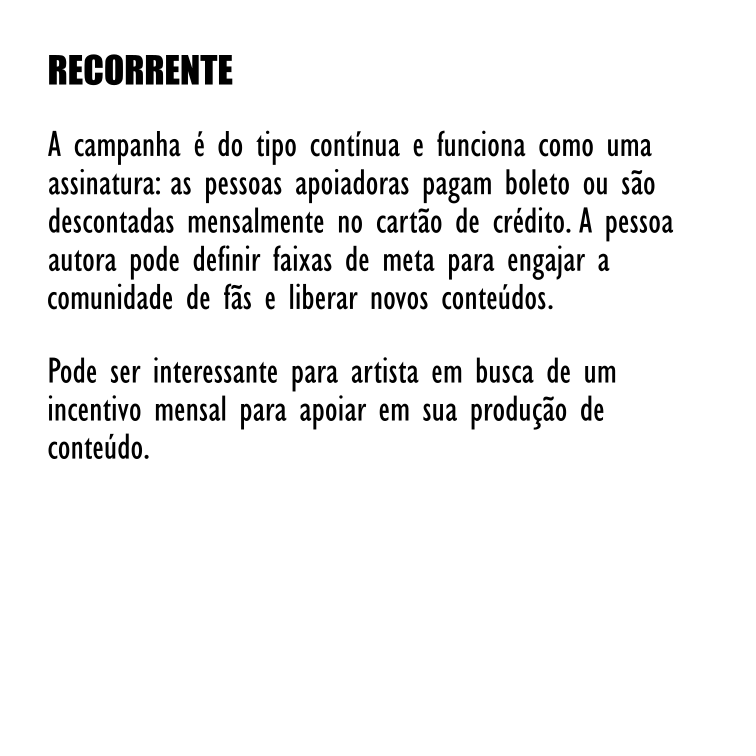 RECORRENTE
A campanha é do tipo contínua e funciona como uma
assinatura: as pessoas apoiadoras pagam boleto ou são
descontadas mensalmente no cartão de crédito. A pessoa
autora pode definir faixas de meta para engajar a
comunidade de fãs e liberar novos conteúdos.
Pode ser interessante para artista em busca de um
incentivo mensal para apoiar em sua produção de
conteúdo.